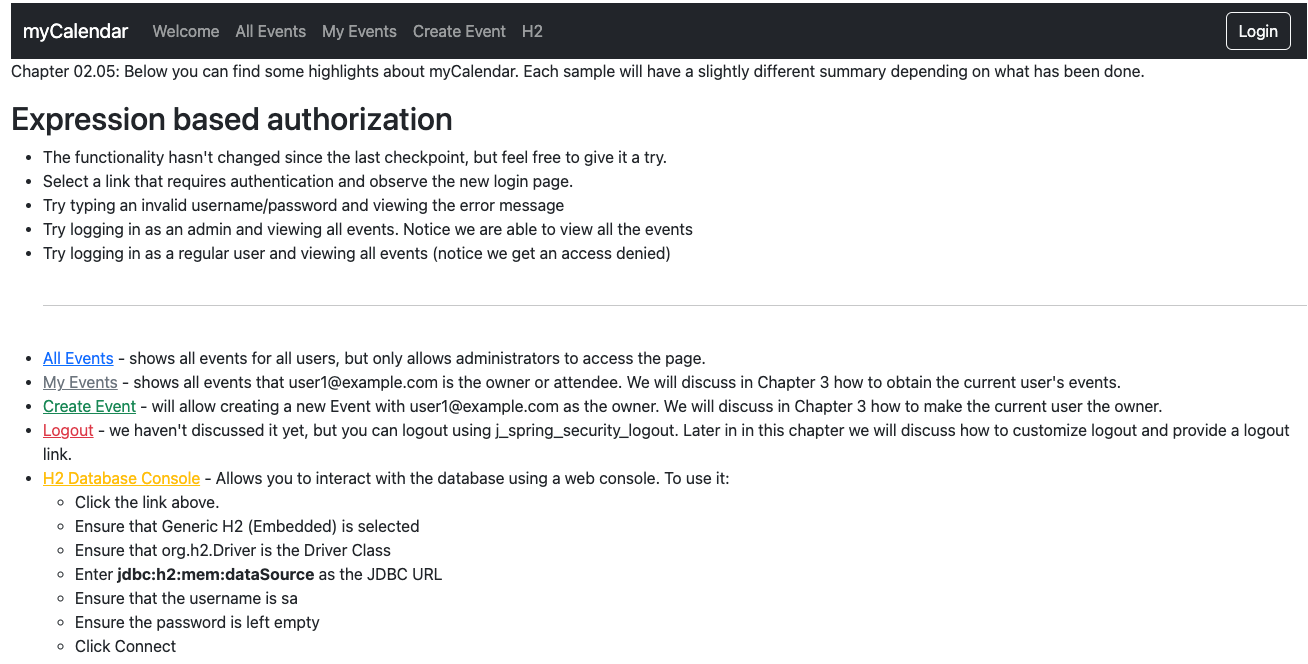 myCalendar Welcome All Events My Events Create Event H2 Login
Chapter 02.05: Below you can find some highlights about myCalendar. Each sample will have a slightly different summary depending on what has been done.
Expression based authorization
• The functionality hasn't changed since the last checkpoint, but feel free to give it a try.
• Select a link that requires authentication and observe the new login page.
• Try typing an invalid username/password and viewing the error message
• Try logging in as an admin and viewing all events. Notice we are able to view all the events
• Try logging in as a regular user and viewing all events (notice we get an access denied)
• All Events - shows all events for all users, but only allows administrators to access the page.
• My Events - shows all events that user1@example.com is the owner or attendee. We will discuss in Chapter 3 how to obtain the current user's events.
• Create Event - will allow creating a new Event with user1@example.com as the owner. We will discuss in Chapter 3 how to make the current user the owner.
• Logout - we haven't discussed it yet, but you can logout using j_spring_security_logout. Later in in this chapter we will discuss how to customize logout and provide a logout
link.
• H2 Database Console - Allows you to interact with the database using a web console. To use it:
◦ Click the link above.
◦ Ensure that Generic H2 (Embedded) is selected
◦ Ensure that org.h2.Driver is the Driver Class
◦ Enter jdbc:h2:mem:dataSource as the JDBC URL
◦ Ensure that the username is sa
◦ Ensure the password is left empty
◦ Click Connect